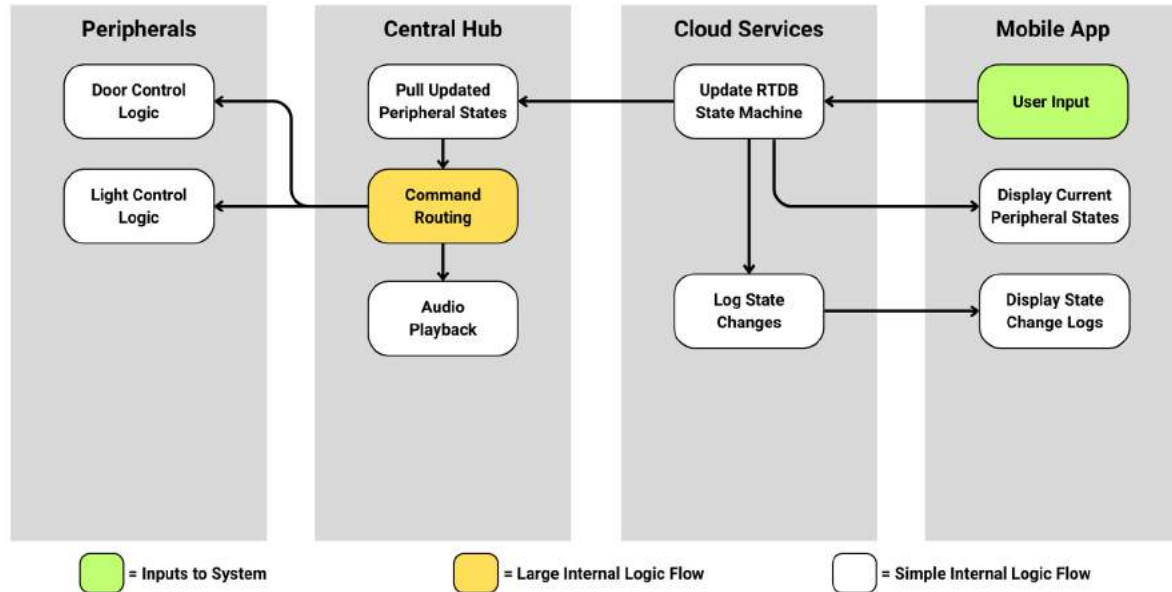 Peripherals
Central Hub
Cloud Services
Mobile App
Door Control
Logic
Pull Updated
Peripheral States
Update RTDB
State Machine
User Input
Light Control
Logic
Command
Routing
Display Current
Peripheral States
Audio
Playback
Log State
Changes
Display State
Change Logs
= Inputs to System
= Large Internal Logic Flow
= Simple Internal Logic Flow